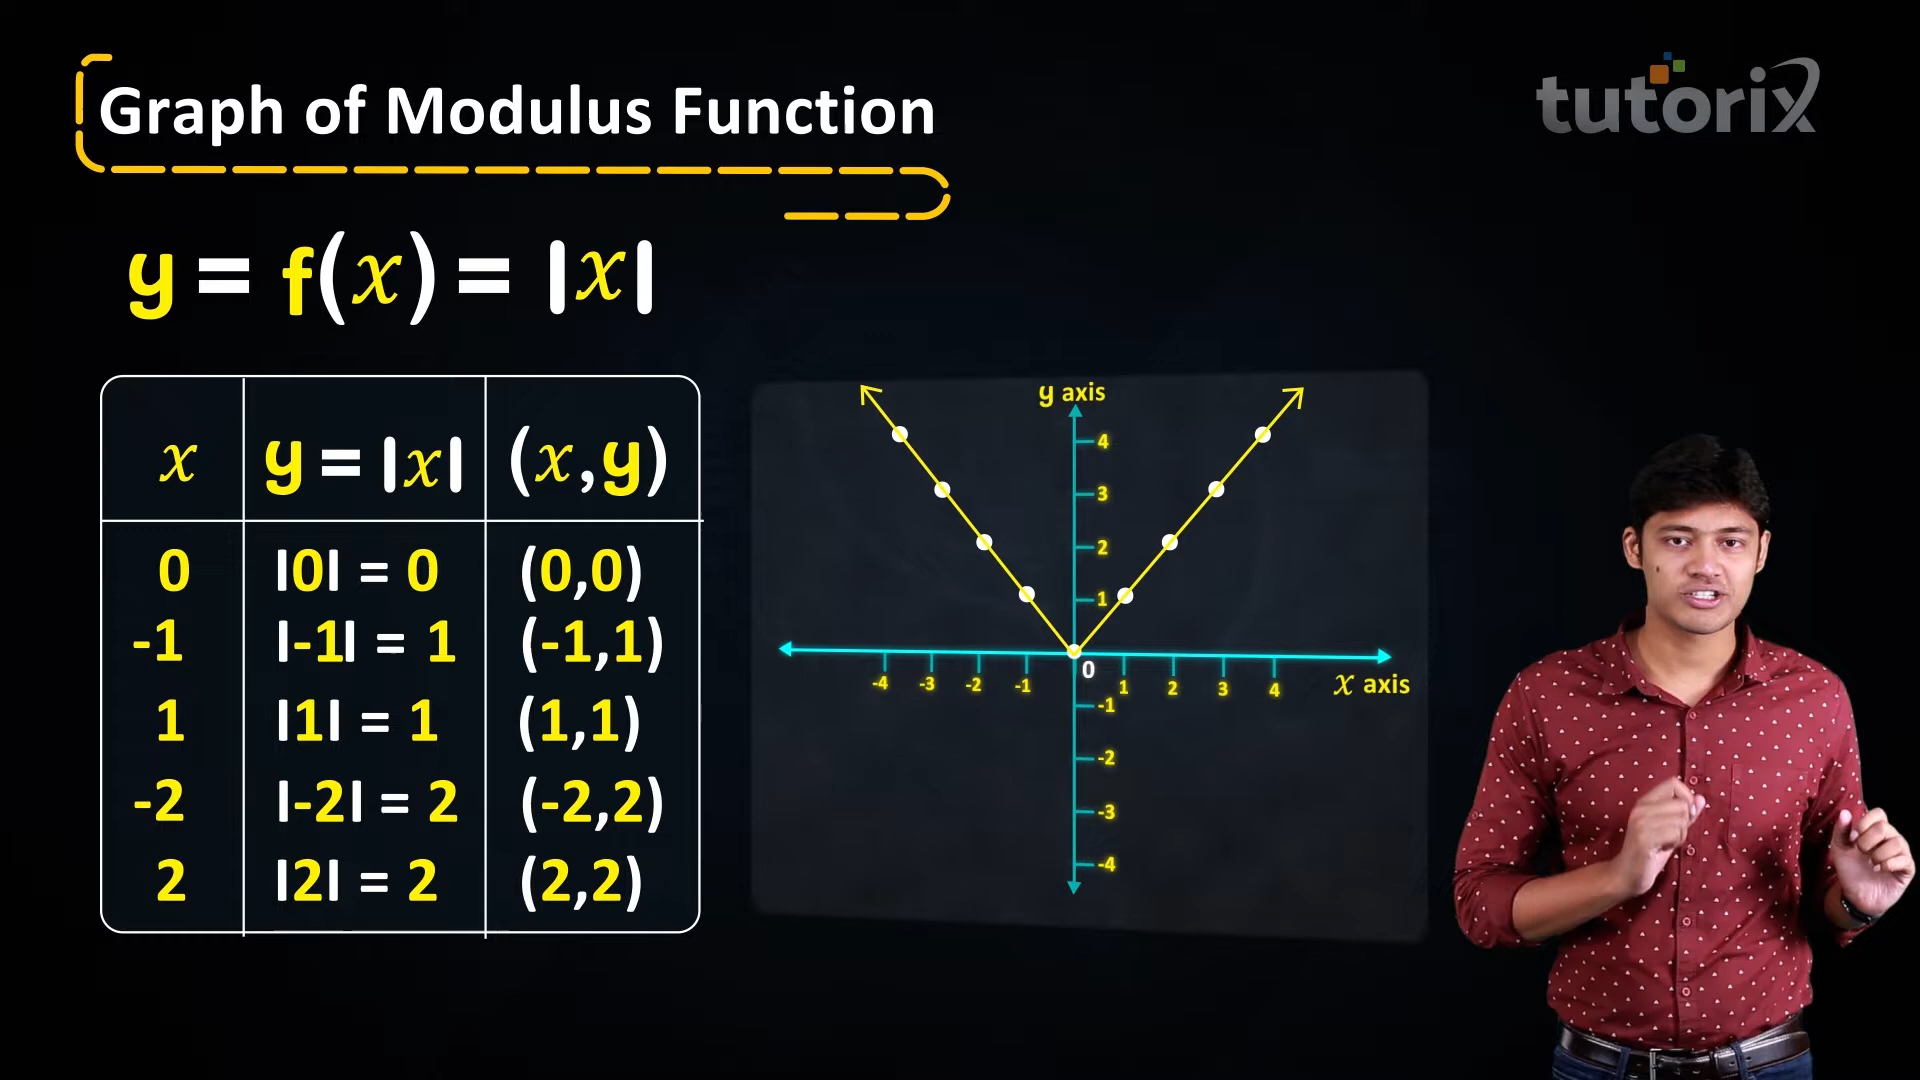 Graph of Modulus Function
tutorix
y = f(x) = |x|
x y = |x| (x,y)
0 |0| = 0 (0,0)
-1 |-1| = 1 (-1,1)
1 |1| = 1 (1,1)
-2 |-2| = 2 (-2,2)
2 |2| = 2 (2,2)
y axis
4
3
2
1
0
-4 -3 -2 -1 1 2 3 4 x axis
-1
-2
-3
-4